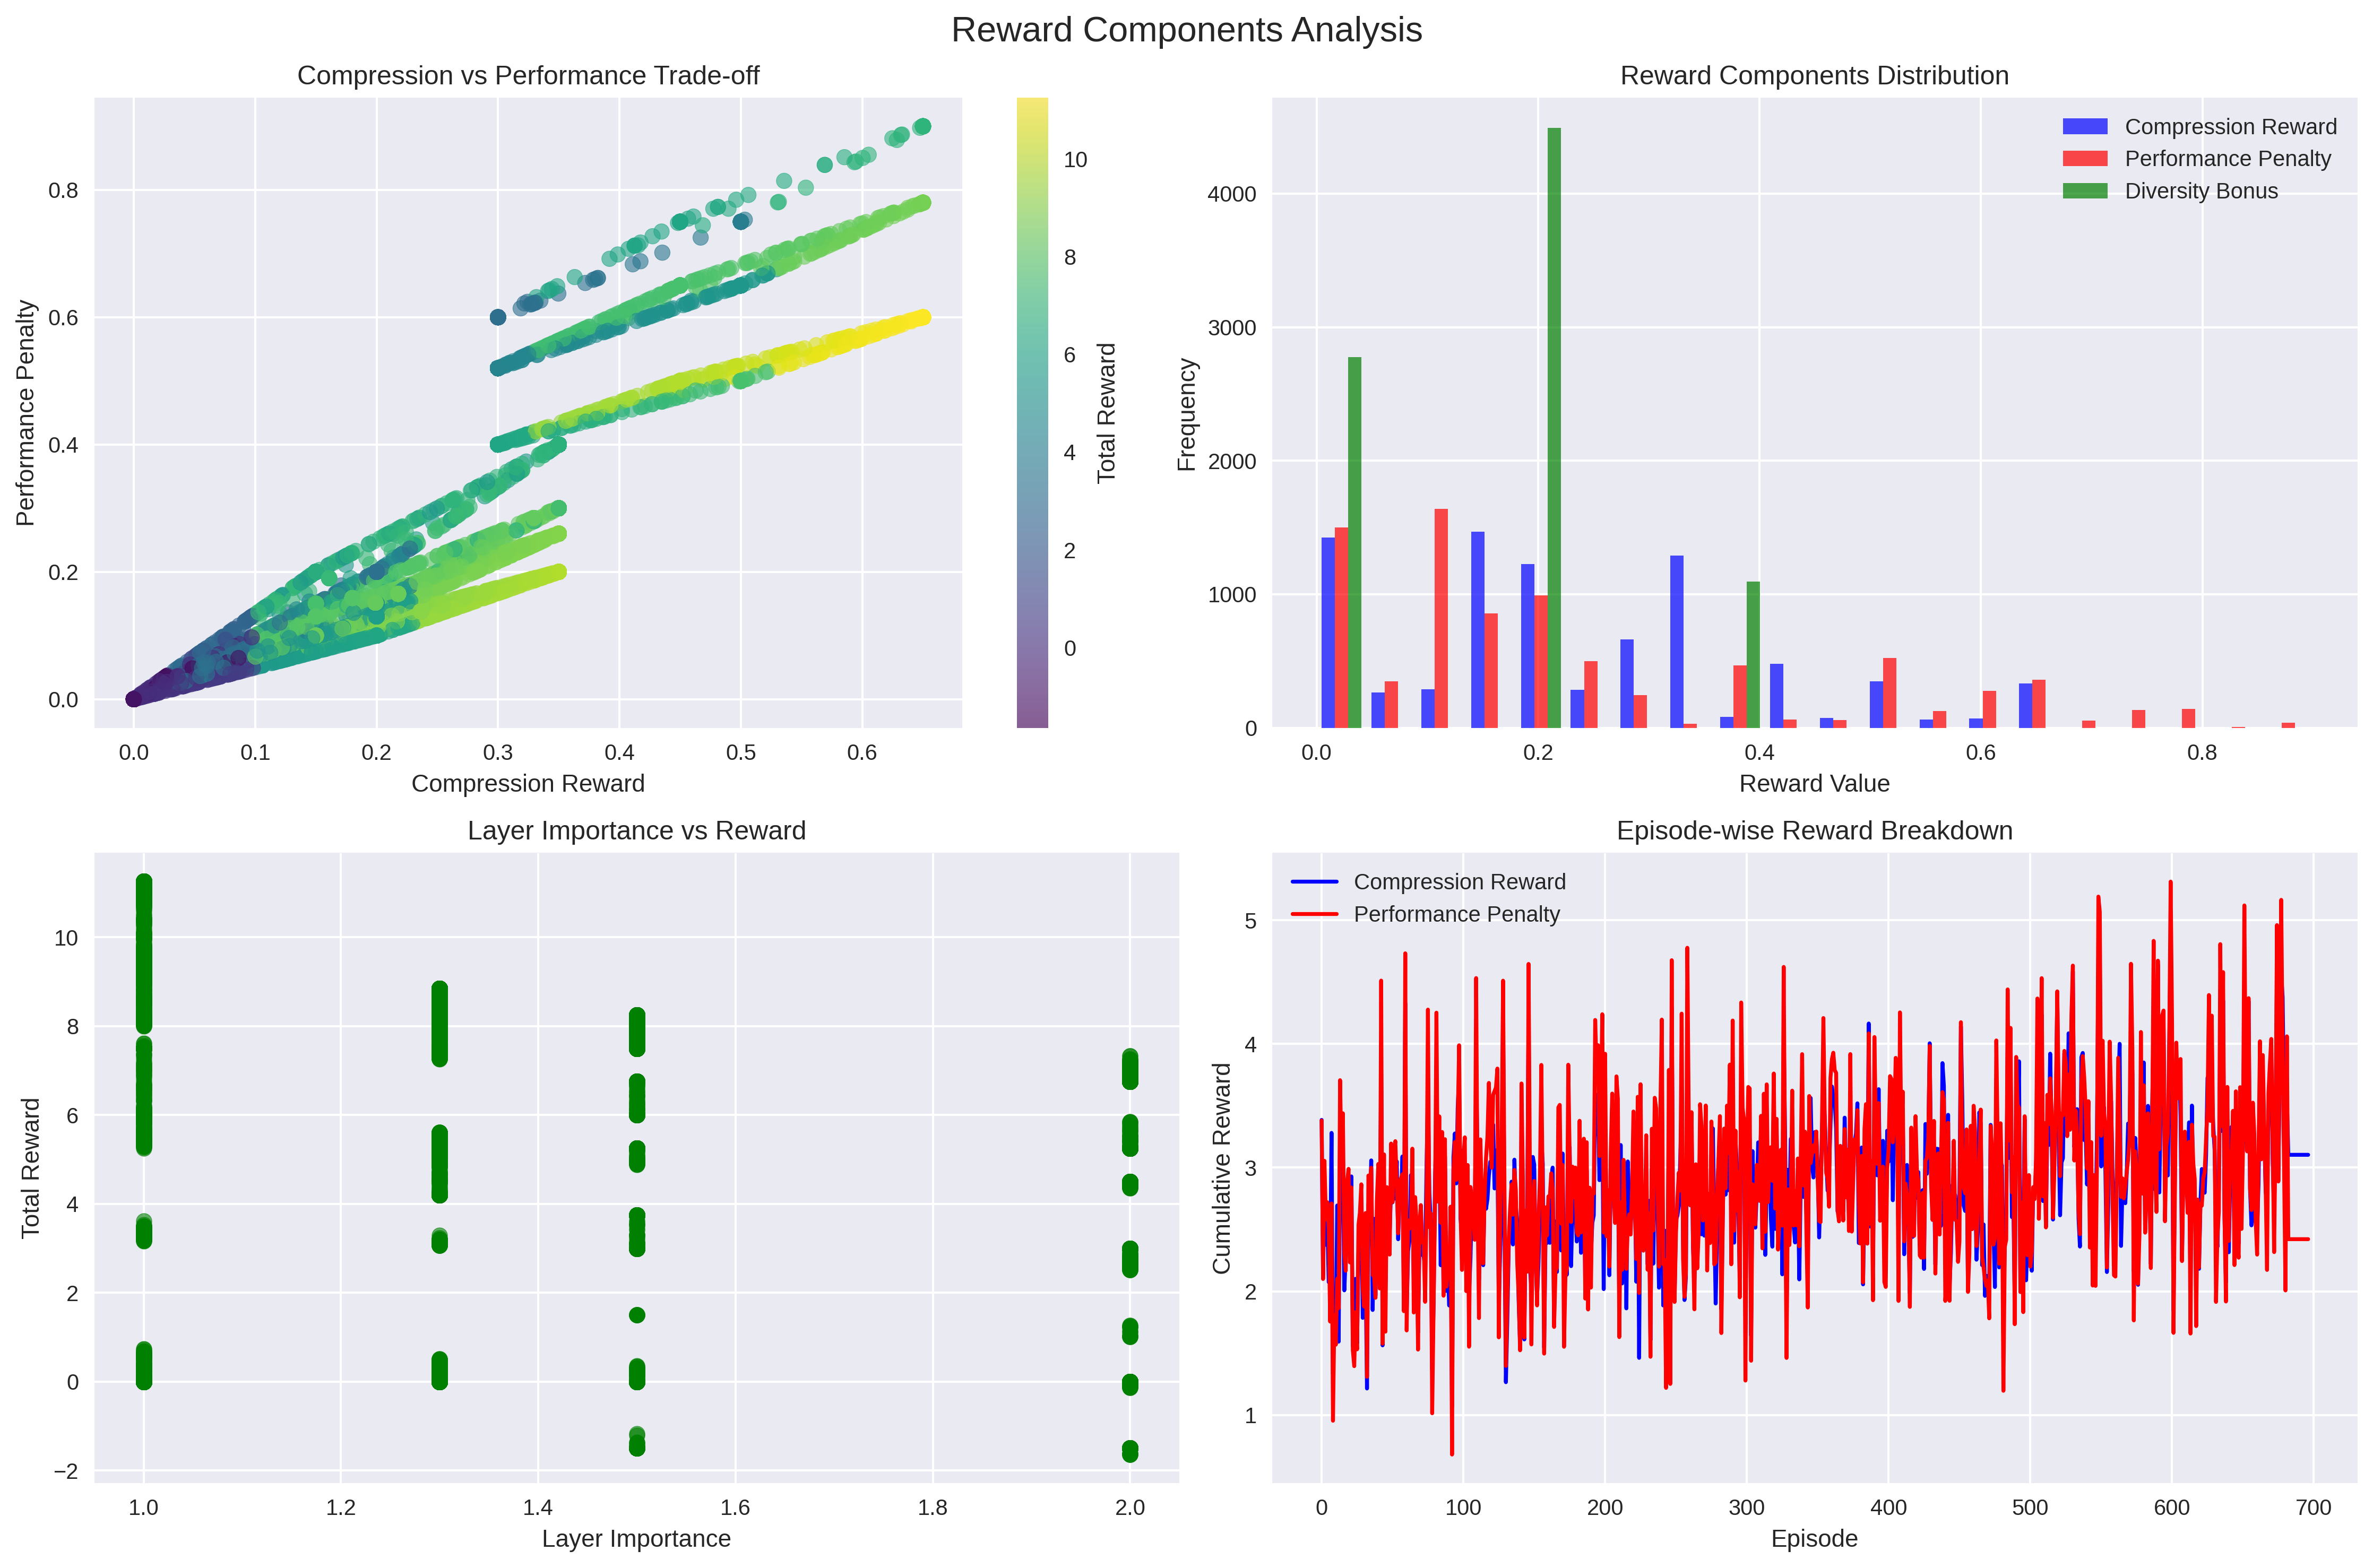 Reward Components Analysis
Compression vs Performance Trade-off
Performance Penalty
0.8
0.6
0.4
0.2
0.0
0.0 0.1 0.2 0.3 0.4 0.5 0.6
Compression Reward
10
8
6
4
2
0
Total Reward
Reward Components Distribution
Compression Reward
Performance Penalty
Diversity Bonus
Frequency
4000
3000
2000
1000
0
0.0 0.2 0.4 0.6 0.8
Reward Value
Layer Importance vs Reward
Total Reward
10
8
6
4
2
0
−2
1.0 1.2 1.4 1.6 1.8 2.0
Layer Importance
Episode-wise Reward Breakdown
Compression Reward
Performance Penalty
Cumulative Reward
5
4
3
2
1
0 100 200 300 400 500 600 700
Episode